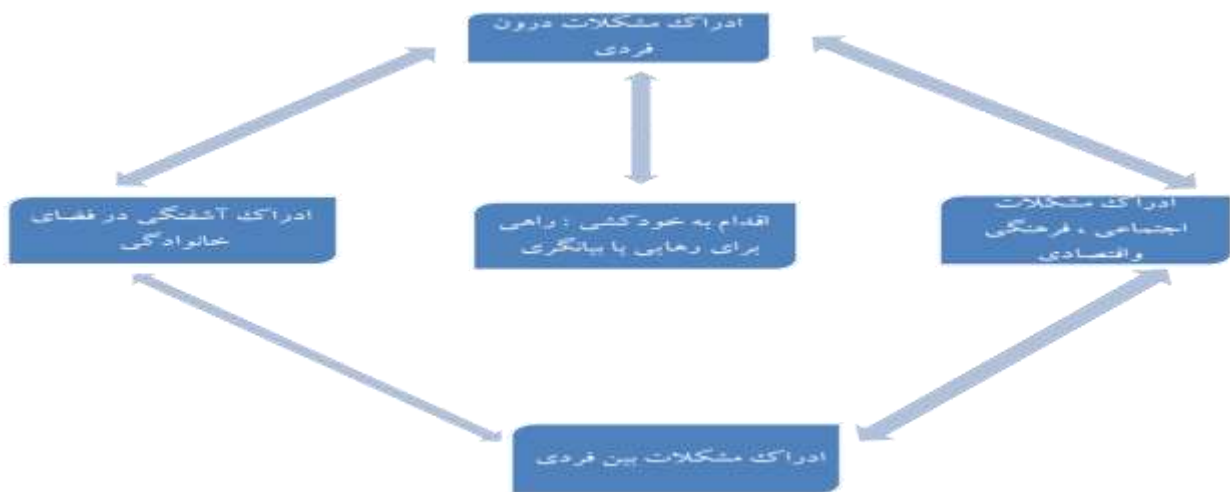 ادراک مشکلات درون
فردی
ادراک مشکلات
اجتماعی ، فرهنگی
واقتصادی
اقدام به خودکشی : راهی
برای رهایی یا بیانگری
ادراک آشفتگی در فضای
خانوادگی
ادراک مشکلات بین فردی